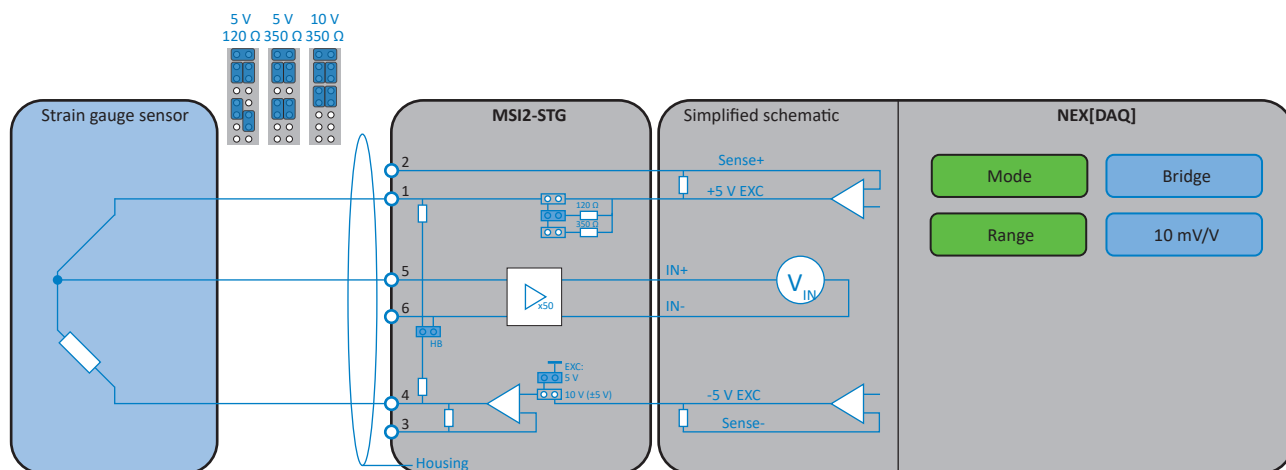 5 V 5 V 10 V
120 Ω 350 Ω 350 Ω
Strain gauge sensor
MSI2-STG
Simplified schematic
NEX[DAQ]
2
Sense+
1
+5 V EXC
120 Ω
350 Ω
Mode
Bridge
Range
10 mV/V
5
IN+
x50
V IN
6
IN-
HB
EXC:
5 V
10 V (±5 V)
4
-5 V EXC
3
Sense-
Housing